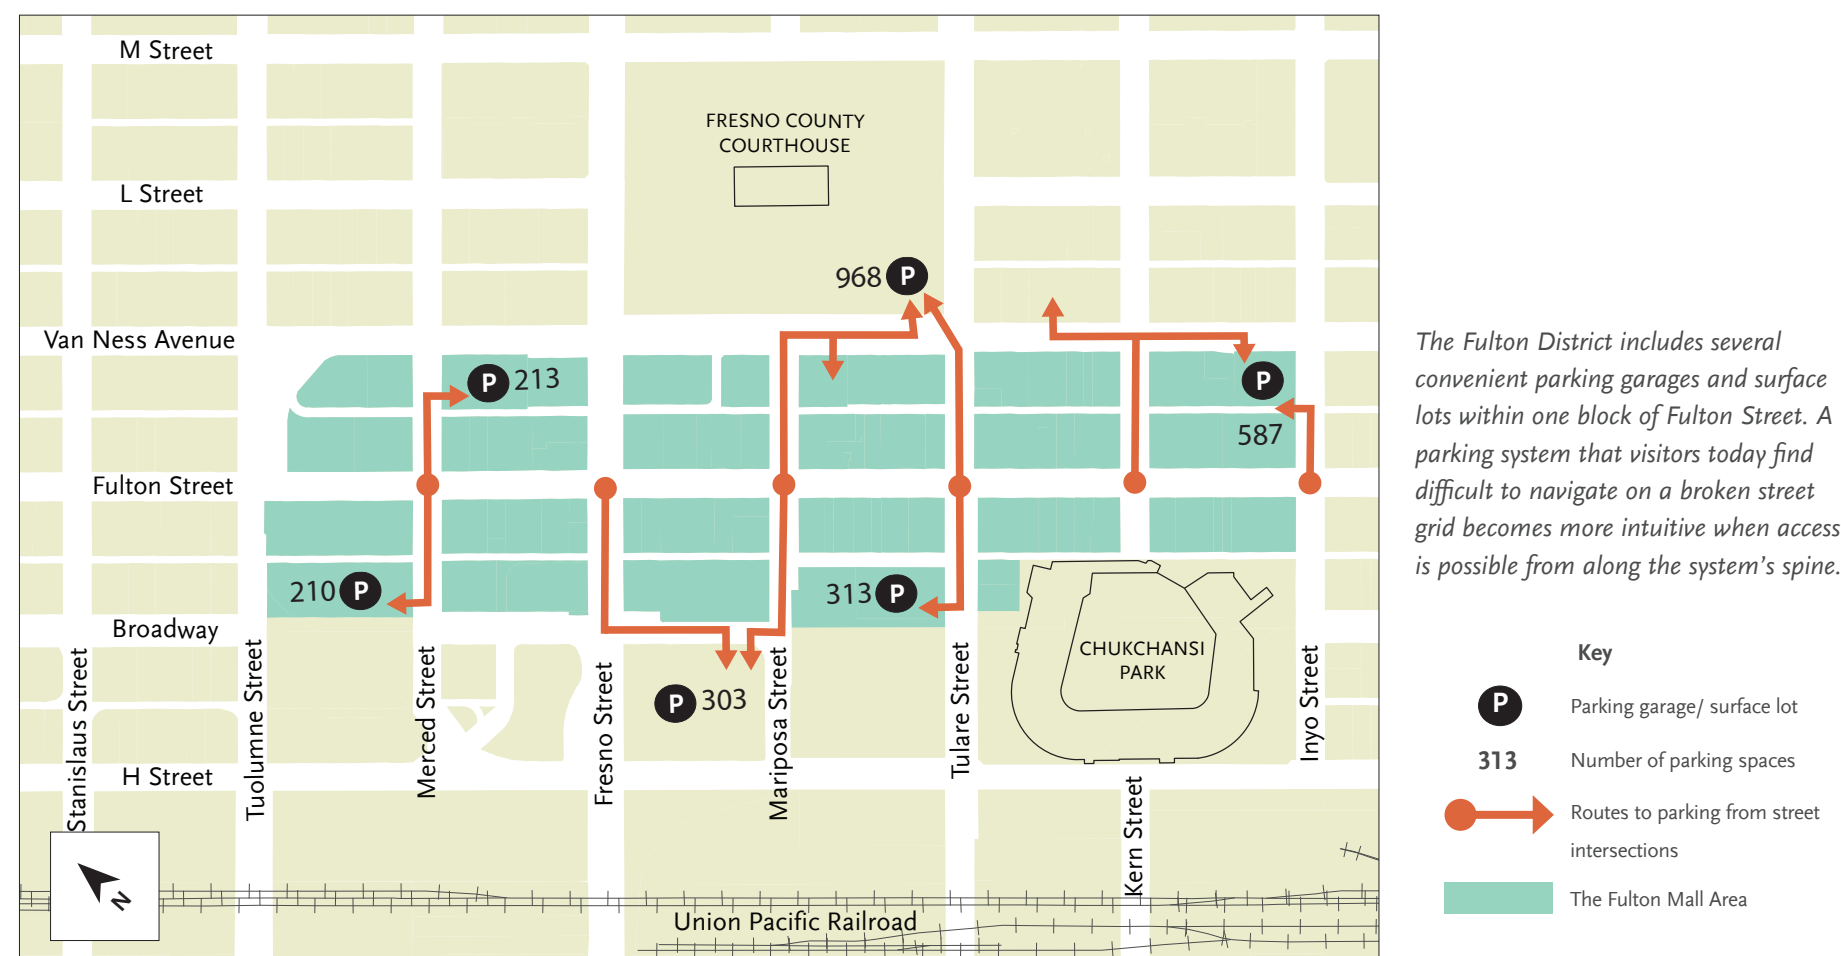 M Street
FRESNO COUNTY
COURTHOUSE
L Street
968 P
Van Ness Avenue
P 213
P
587
Fulton Street
210 P
313 P
Broadway
CHUKCHANSI
PARK
P 303
Stanislaus Street
Tuolumne Street
Merced Street
Fresno Street
Mariposa Street
Tulare Street
Kern Street
Inyo Street
H Street
N
Union Pacific Railroad
The Fulton District includes several
convenient parking garages and surface
lots within one block of Fulton Street. A
parking system that visitors today find
difficult to navigate on a broken street
grid becomes more intuitive when access
is possible from along the system's spine.
Key
P Parking garage/ surface lot
313 Number of parking spaces
Routes to parking from street
intersections
The Fulton Mall Area